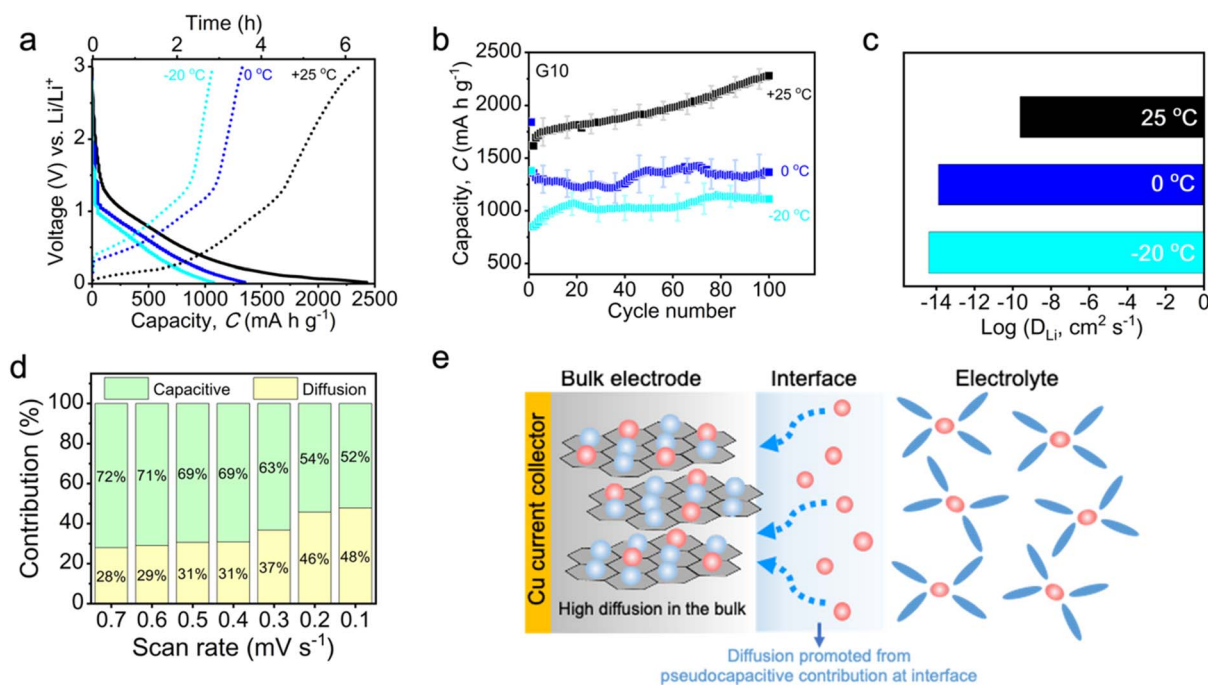 a
Time (h)
0 2 4 6
-20 °C
0 °C
+25 °C
Voltage (V) vs. Li/Li+
3
2
1
0
0 500 1000 1500 2000 2500
Capacity, C (mA h g-1)
b
G10
Capacity, C (mA h g-1)
2500
2000
1500
1000
500
+25 °C
0 °C
-20 °C
0 20 40 60 80 100
Cycle number
c
25 °C
0 °C
-20 °C
-14 -12 -10 -8 -6 -4 -2 0
Log (DLi, cm2 s-1)
d
Capacitive Diffusion
Contribution (%)
100
80
60
40
20
0
72% 71% 69% 69% 63% 54% 52%
28% 29% 31% 31% 37% 46% 48%
0.7 0.6 0.5 0.4 0.3 0.2 0.1
Scan rate (mV s-1)
e
Bulk electrode Interface Electrolyte
Cu current collector
High diffusion in the bulk
Diffusion promoted from
pseudocapacitive contribution at interface